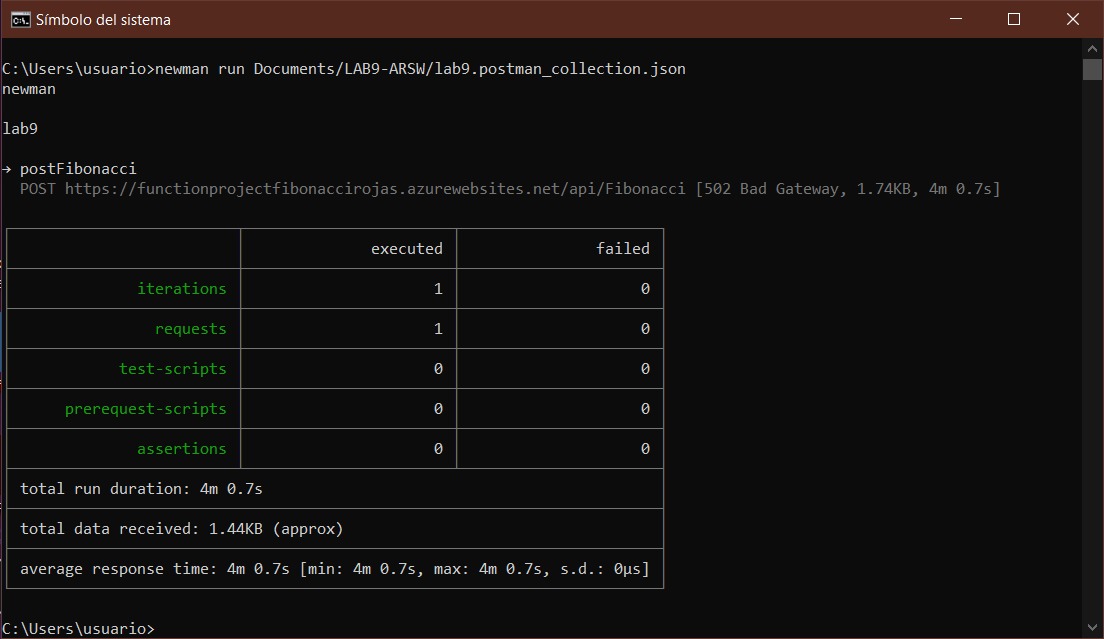 Símbolo del sistema
C:\Users\usuario>newman run Documents/LAB9-ARSW/lab9.postman_collection.json
newman
lab9
→ postFibonacci
POST https://functionprojectfibonaccirojas.azurewebsites.net/api/Fibonacci [502 Bad Gateway, 1.74KB, 4m 0.7s]
executed failed
iterations 1 0
requests 1 0
test-scripts 0 0
prerequest-scripts 0 0
assertions 0 0
total run duration: 4m 0.7s
total data received: 1.44KB (approx)
average response time: 4m 0.7s [min: 4m 0.7s, max: 4m 0.7s, s.d.: 0µs]
C:\Users\usuario>